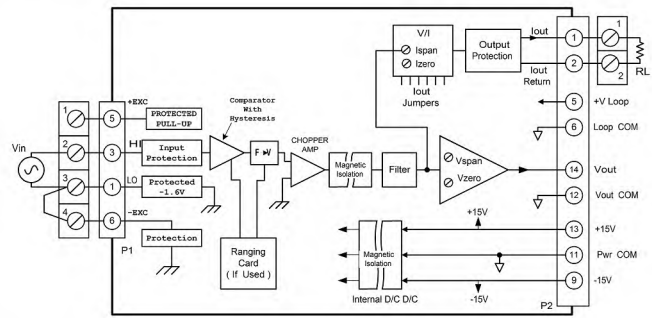 V/I
Ispan
Izero
Iout
Jumpers
Output
Protection
Iout
Iout
Return
1
2
1
2
RL
5
+V Loop
6
Loop COM
14
Vout
12
Vout COM
13
+15V
11
Pwr COM
9
-15V
P2
Vin
1
2
3
4
5
3
1
6
P1
+EXC
PROTECTED
PULL-UP
HI
Input
Protection
LO
Protected
-1.6V
-EXC
Protection
Comparator
With
Hysteresis
F V
CHOPPER
AMP
Magnetic
Isolation
Filter
Vspan
Vzero
Ranging
Card
( If Used )
Magnetic
Isolation
Internal D/C D/C
+15V
-15V